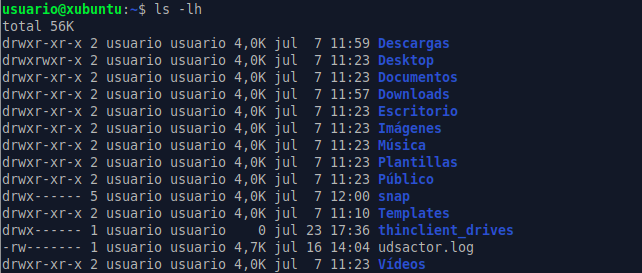 usuario@xubuntu:~$ ls -lh
total 56K
drwxr-xr-x 2 usuario usuario 4,0K jul  7 11:59 Descargas
drwxrwxr-x 2 usuario usuario 4,0K jul  7 11:23 Desktop
drwxr-xr-x 2 usuario usuario 4,0K jul  7 11:23 Documentos
drwxr-xr-x 2 usuario usuario 4,0K jul  7 11:57 Downloads
drwxr-xr-x 2 usuario usuario 4,0K jul  7 11:23 Escritorio
drwxr-xr-x 2 usuario usuario 4,0K jul  7 11:23 Imágenes
drwxr-xr-x 2 usuario usuario 4,0K jul  7 11:23 Música
drwxr-xr-x 2 usuario usuario 4,0K jul  7 11:23 Plantillas
drwxr-xr-x 2 usuario usuario 4,0K jul  7 11:23 Público
drwx------ 5 usuario usuario 4,0K jul  7 12:00 snap
drwxr-xr-x 2 usuario usuario 4,0K jul  7 11:10 Templates
drwx------ 1 usuario usuario    0 jul 23 17:36 thinclient_drives
-rw------- 1 usuario usuario 4,7K jul 16 14:04 udsactor.log
drwxr-xr-x 2 usuario usuario 4,0K jul  7 11:23 Vídeos